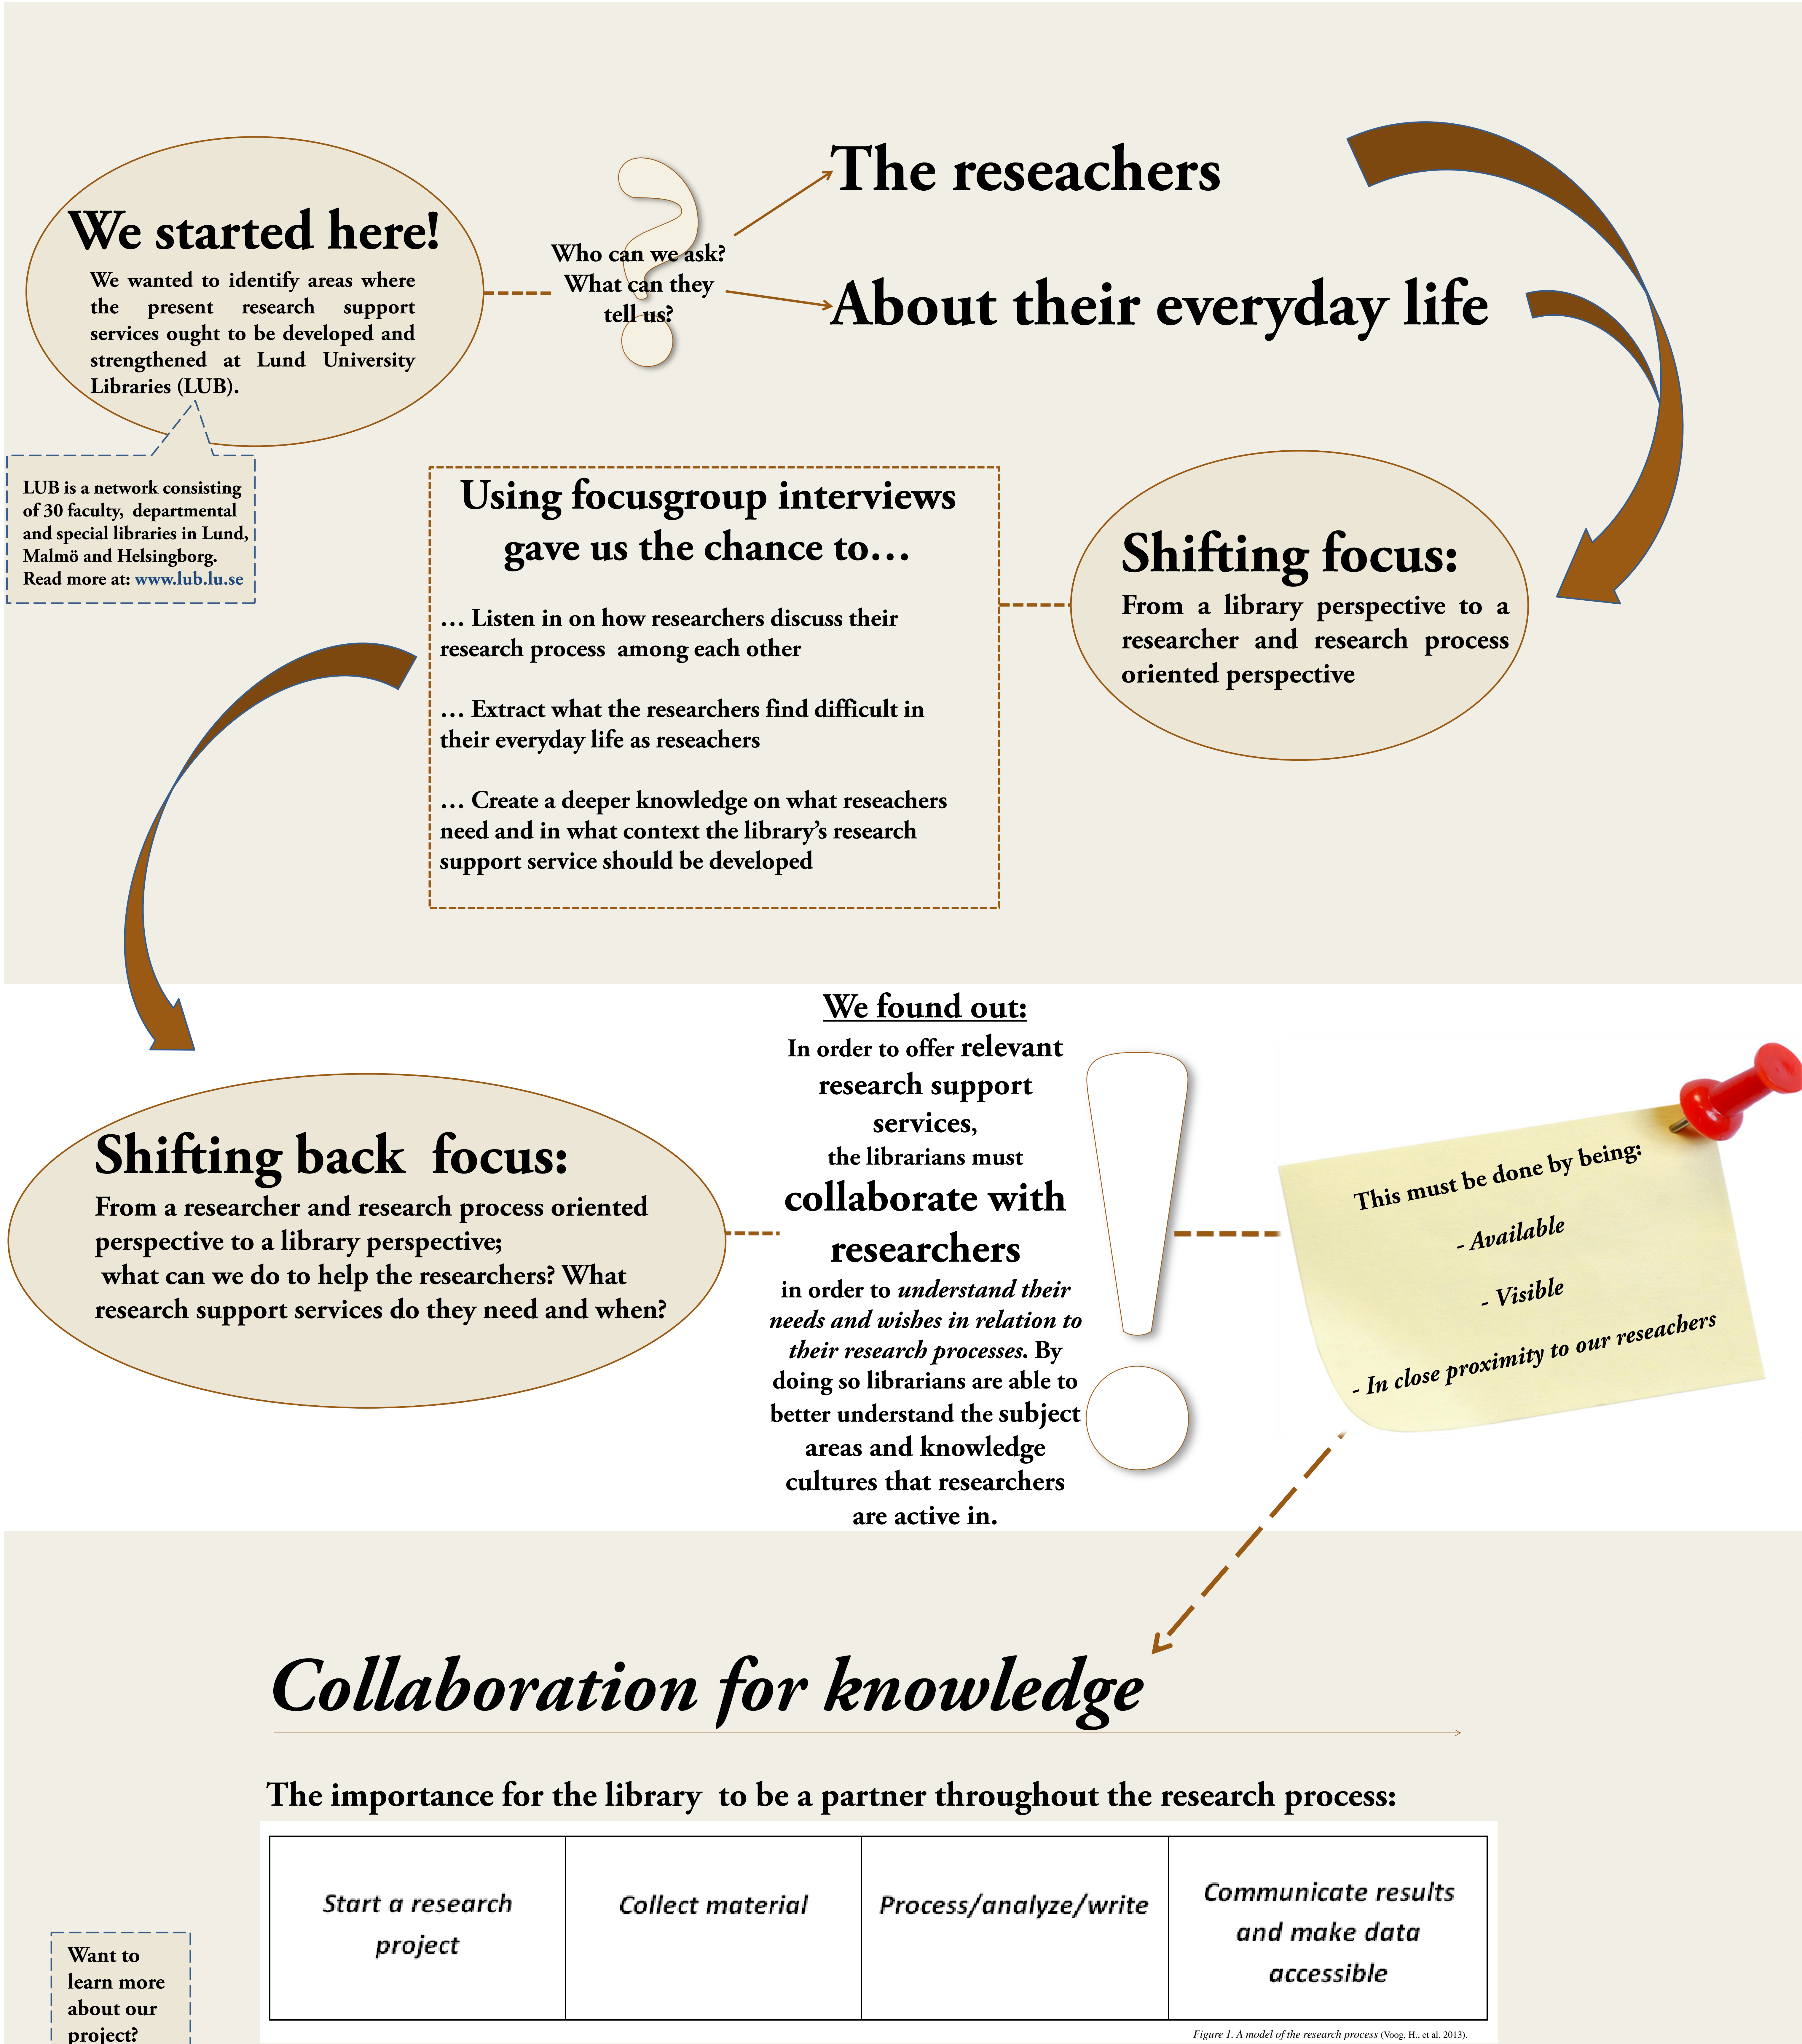 We started here!
We wanted to identify areas where
the present research support
services ought to be developed and
strengthened at Lund University
Libraries (LUB).
LUB is a network consisting
of 30 faculty, departmental
and special libraries in Lund,
Malmö and Helsingborg.
Read more at: www.lub.lu.se
Who can we ask?
What can they
tell us?
The reseachers
About their everyday life
Shifting focus:
From a library perspective to a
researcher and research process
oriented perspective
Using focusgroup interviews
gave us the chance to…
… Listen in on how researchers discuss their
research process among each other
… Extract what the researchers find difficult in
their everyday life as reseachers
… Create a deeper knowledge on what reseachers
need and in what context the library’s research
support service should be developed
Shifting back focus:
From a researcher and research process oriented
perspective to a library perspective;
what can we do to help the researchers? What
research support services do they need and when?
We found out:
In order to offer relevant
research support
services,
the librarians must
collaborate with
researchers
in order to understand their
needs and wishes in relation to
their research processes. By
doing so librarians are able to
better understand the subject
areas and knowledge
cultures that researchers
are active in.
This must be done by being:
- Available
- Visible
- In close proximity to our reseachers
Collaboration for knowledge
The importance for the library to be a partner throughout the research process:
Start a research
project
Collect material
Process/analyze/write
Communicate results
and make data
accessible
Figure 1. A model of the research process (Voog, H., et al. 2013).
Want to
learn more
about our
project?